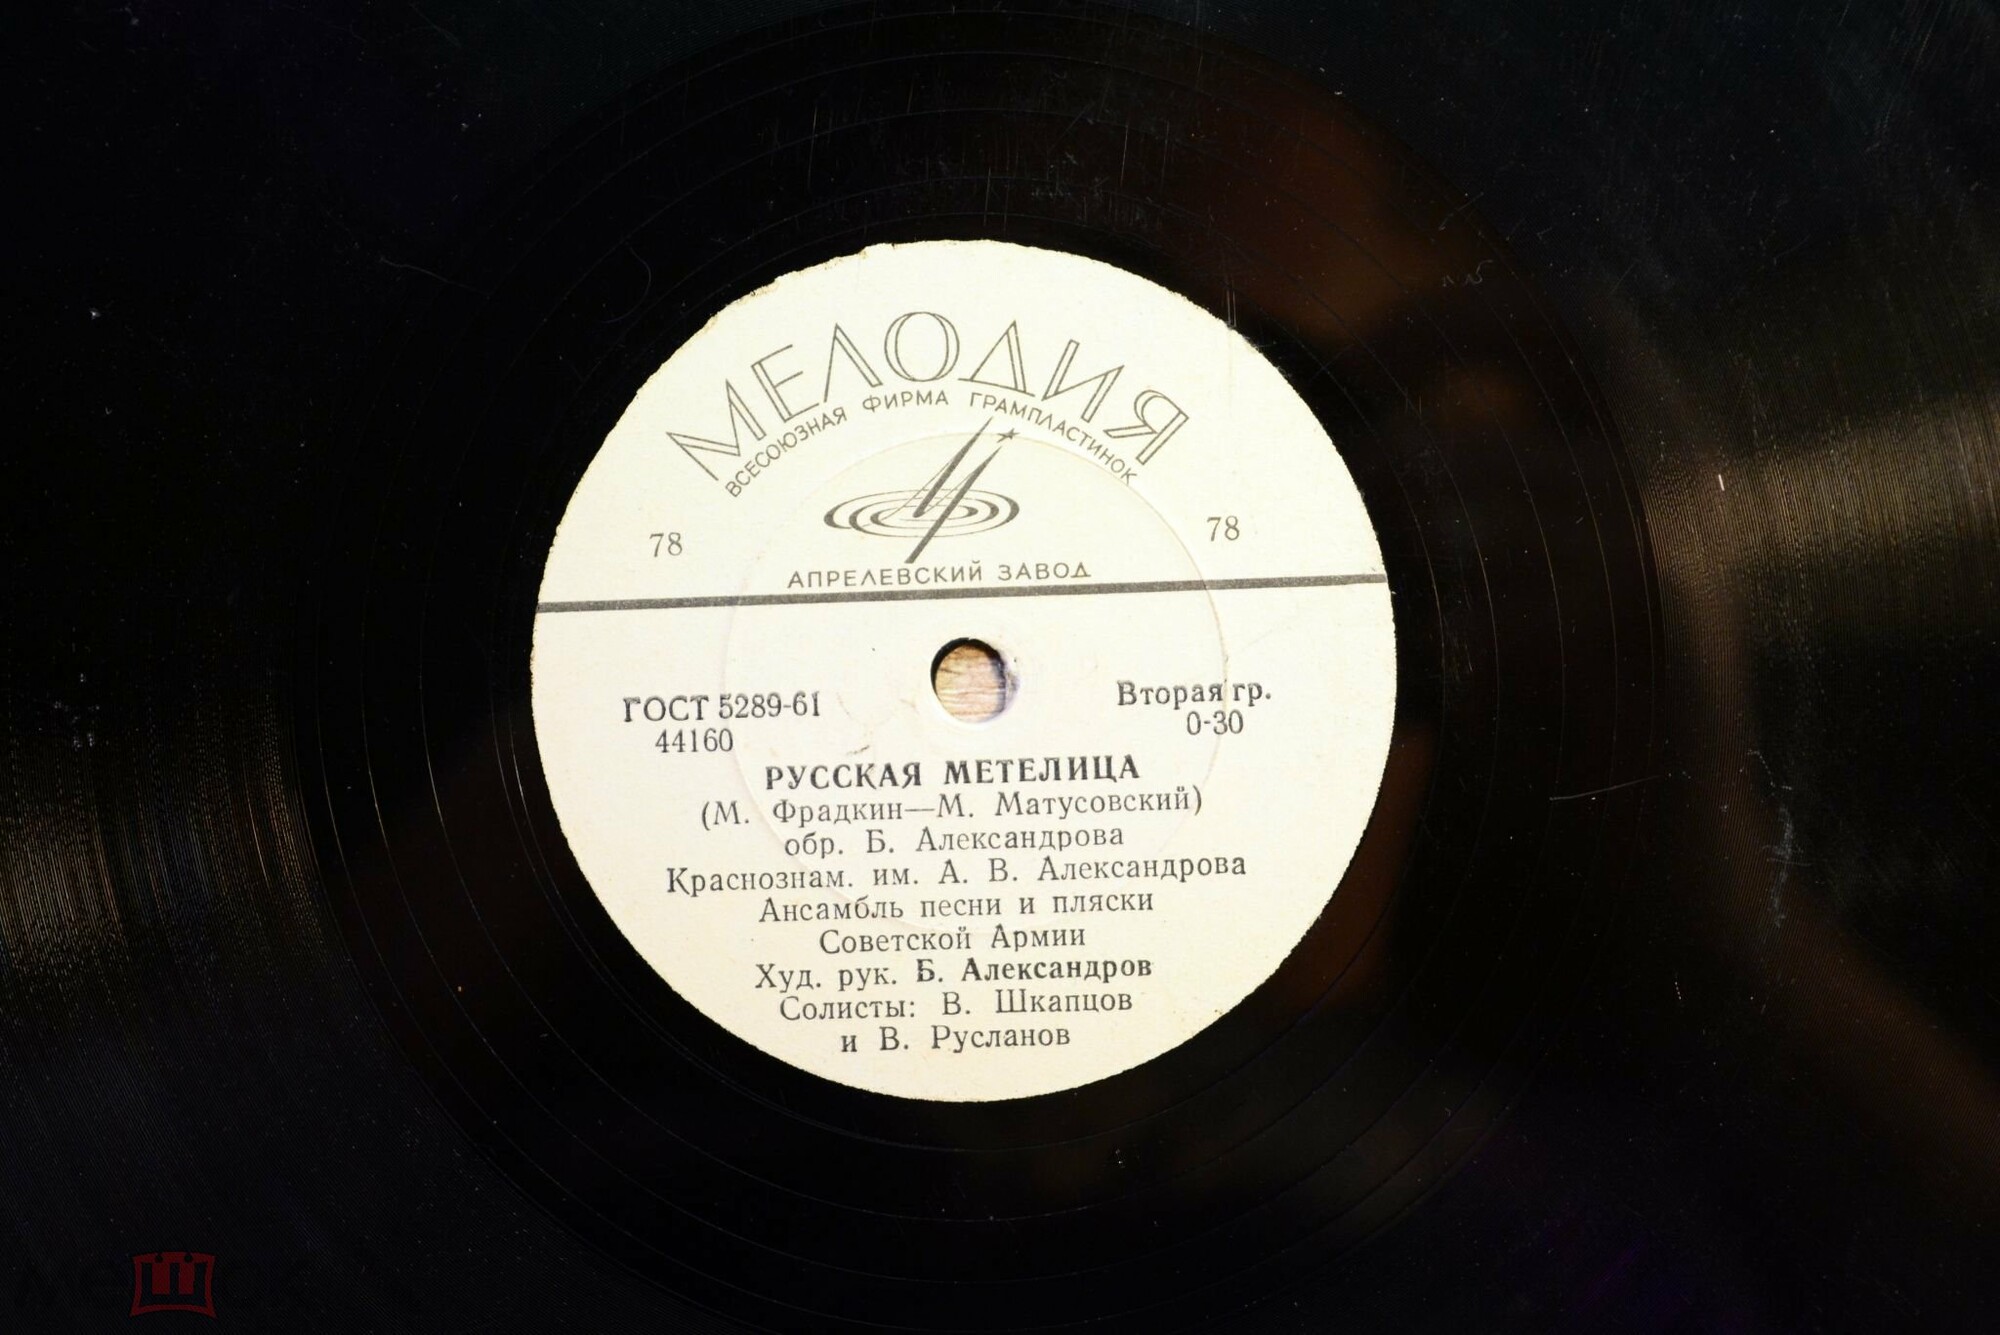 МЕЛОДИЯ
ВСЕСОЮЗНАЯ ФИРМА ГРАМПЛАСТИНОК
78 78
АПРЕЛЕВСКИЙ ЗАВОД
ГОСТ 5289-61 Вторая гр.
44160 0-30
РУССКАЯ МЕТЕЛИЦА
(М. Фрадкин—М. Матусовский)
обр. Б. Александрова
Краснознам. им. А. В. Александрова
Ансамбль песни и пляски
Советской Армии
Худ. рук. Б. Александров
Солисты: В. Шкапцов
и В. Русланов